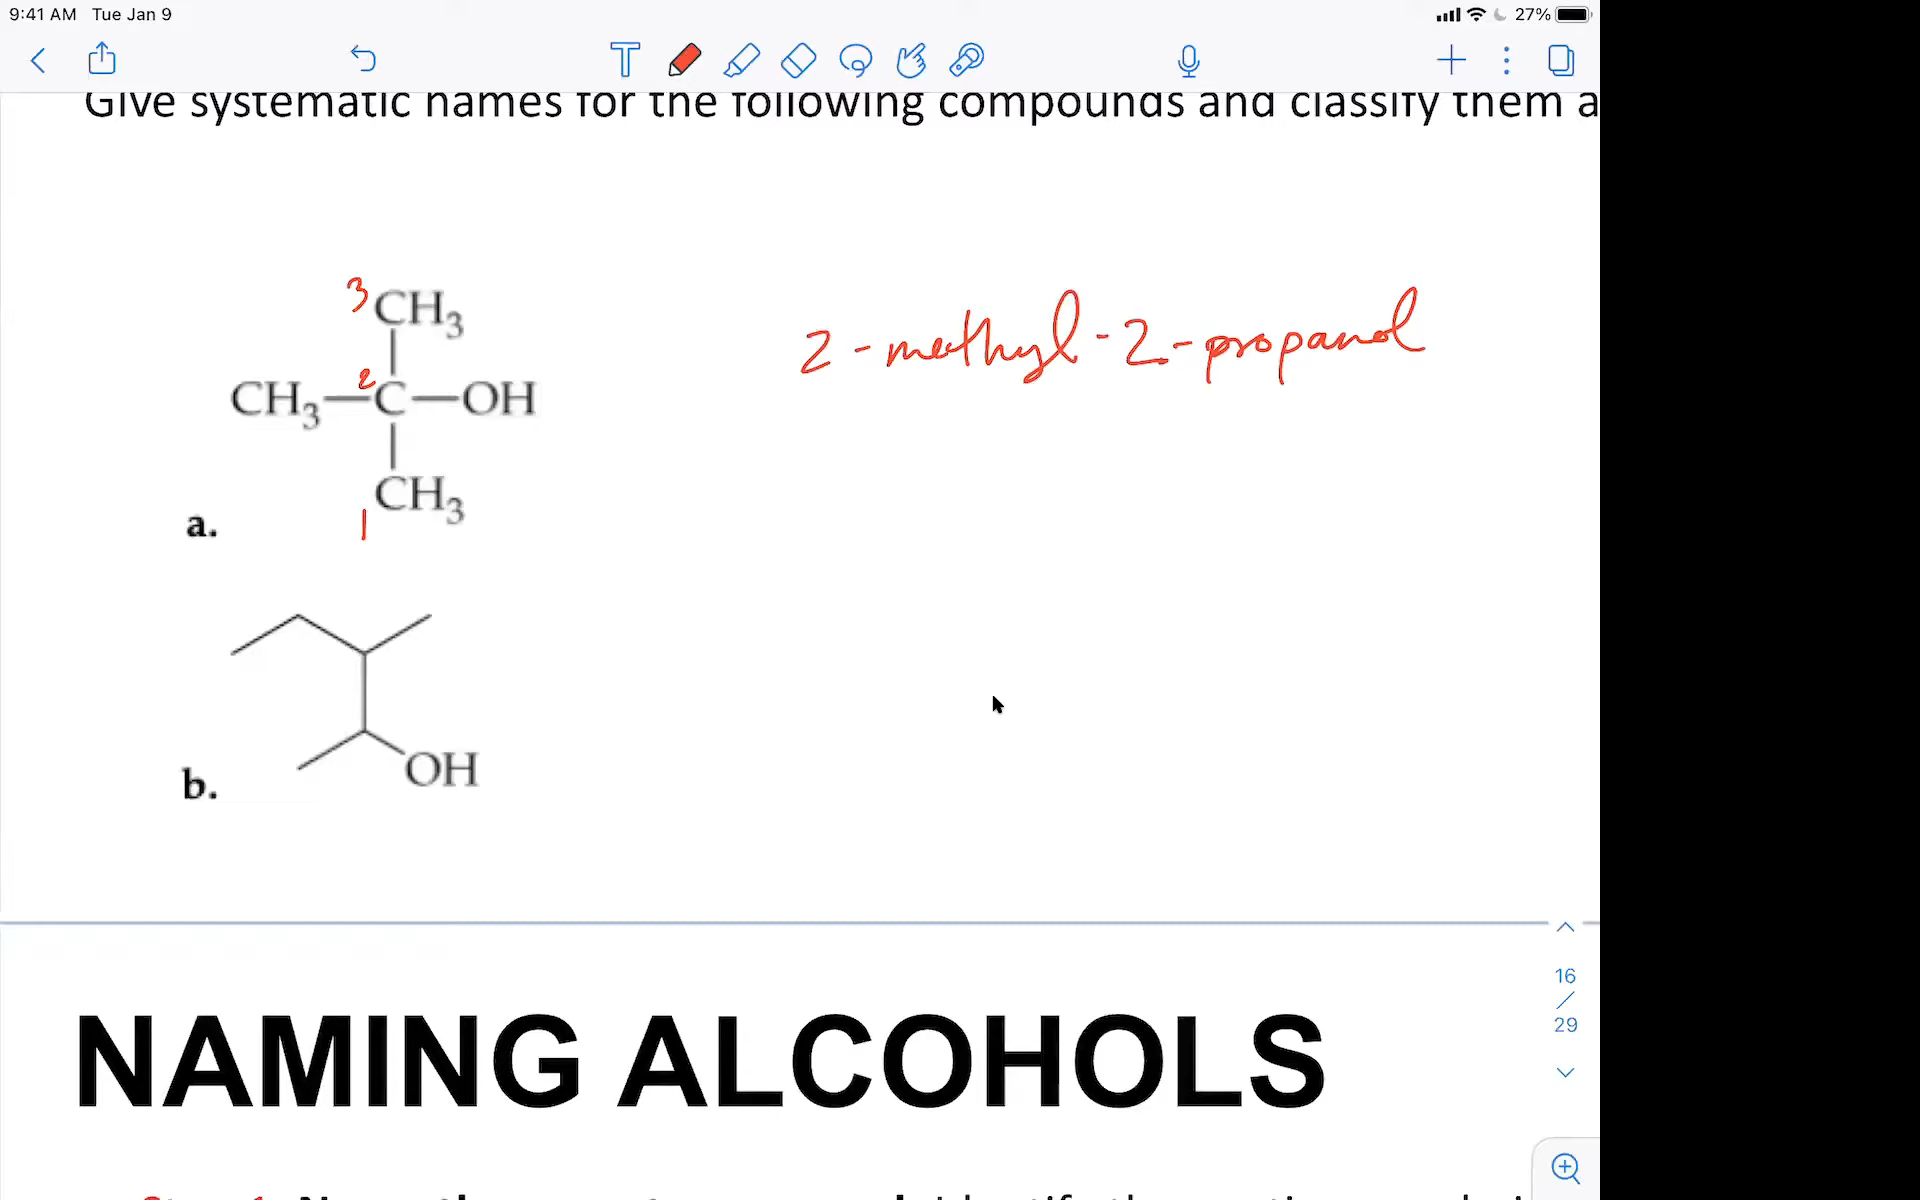 9:41 AM Tue Jan 9
27%
Give systematic names for the following compounds and classify them a
3 CH3
2
CH3—C—OH
CH3
1
a.
2-methyl-2-propanol
OH
b.
16
/
29
NAMING ALCOHOLS